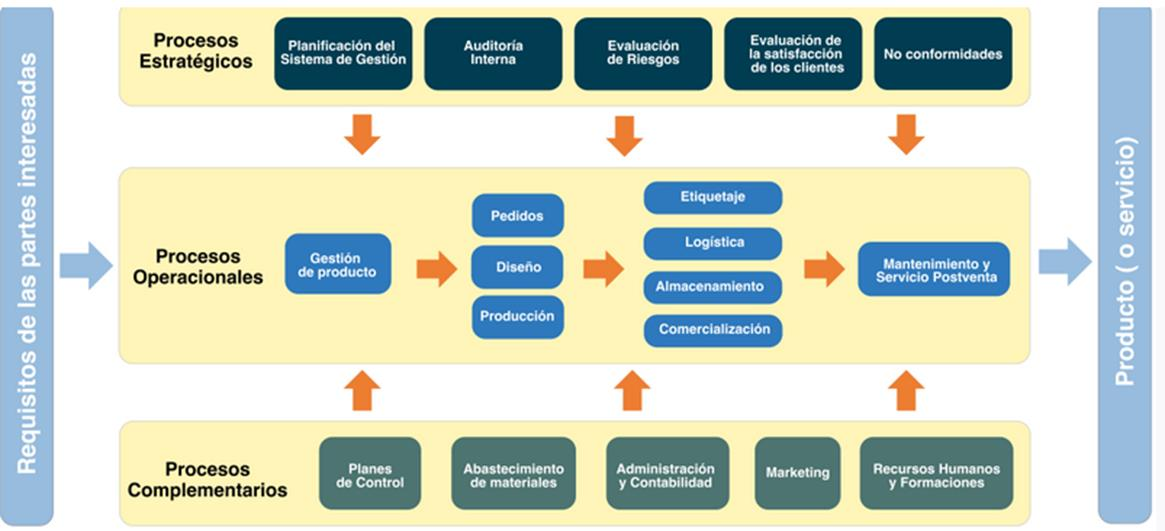 Requisitos de las partes interesadas
Procesos
Estratégicos
Planificación del
Sistema de Gestión
Auditoría
Interna
Evaluación
de Riesgos
Evaluación de
la satisfacción
de los clientes
No conformidades
Procesos
Operacionales
Gestión
de producto
Pedidos
Diseño
Producción
Etiquetaje
Logística
Almacenamiento
Comercialización
Mantenimiento y
Servicio Postventa
Procesos
Complementarios
Planes
de Control
Abastecimiento
de materiales
Administración
y Contabilidad
Marketing
Recursos Humanos
y Formaciones
Producto ( o servicio)